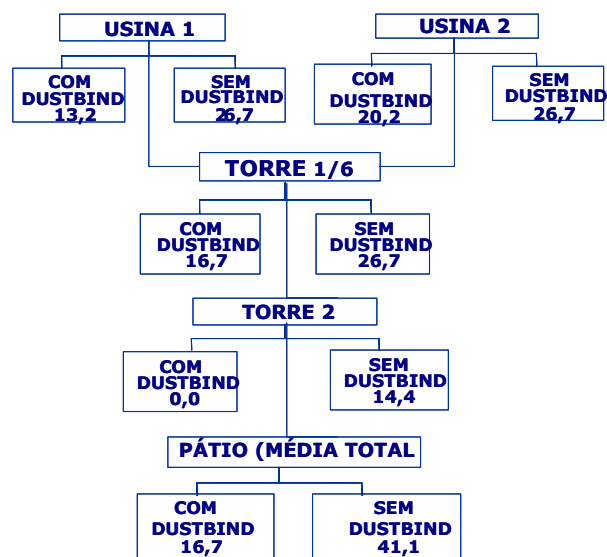 USINA 1
USINA 2
COM
DUSTBIND
13,2
SEM
DUSTBIND
26,7
COM
DUSTBIND
20,2
SEM
DUSTBIND
26,7
TORRE 1/6
COM
DUSTBIND
16,7
SEM
DUSTBIND
26,7
TORRE 2
COM
DUSTBIND
0,0
SEM
DUSTBIND
14,4
PÁTIO (MÉDIA TOTAL
COM
DUSTBIND
16,7
SEM
DUSTBIND
41,1